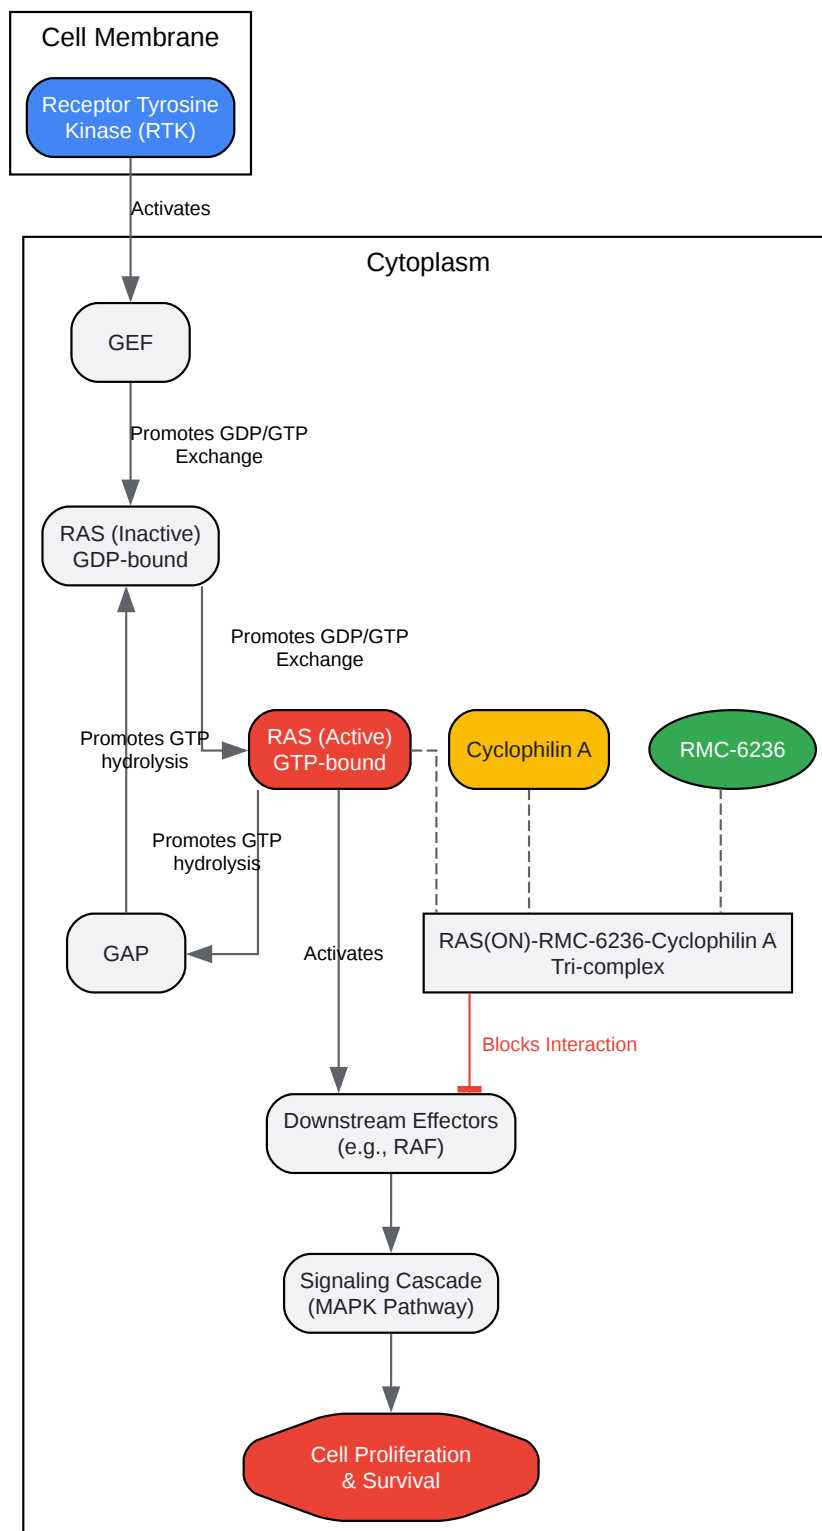 Cell Membrane
Receptor Tyrosine
Kinase (RTK)
Activates
Cytoplasm
GEF
Promotes GDP/GTP
Exchange
RAS (Inactive)
GDP-bound
Promotes GDP/GTP
Exchange
Promotes GTP
hydrolysis
RAS (Active)
GTP-bound
Cyclophilin A
RMC-6236
Promotes GTP
hydrolysis
GAP
Activates
RAS(ON)-RMC-6236-Cyclophilin A
Tri-complex
Blocks Interaction
Downstream Effectors
(e.g., RAF)
Signaling Cascade
(MAPK Pathway)
Cell Proliferation
& Survival